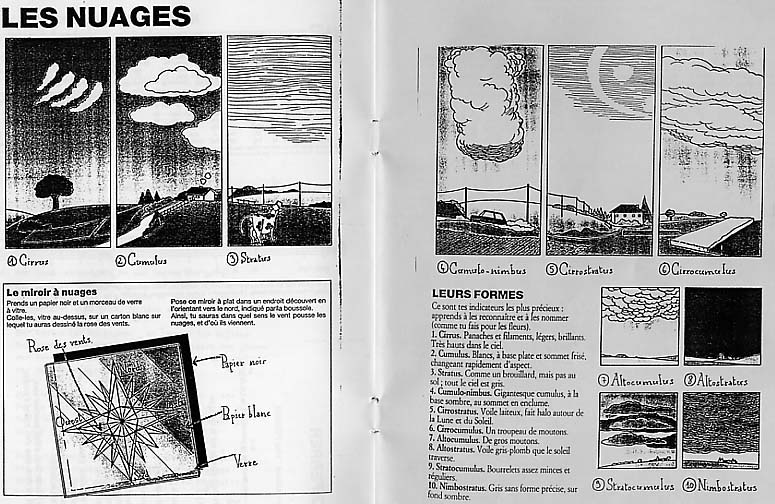 LES NUAGES
① Cirrus
② Cumulus
③ Stratus
Le miroir à nuages
Prends un papier noir et un morceau de verre
à vitre.
Colle-les, vitre au-dessus, sur un carton blanc sur
lequel tu auras dessiné la rose des vents.
Pose ce miroir à plat dans un endroit découvert en
l'orientant vers le nord, indiqué par la boussole.
Ainsi, tu sauras dans quel sens le vent pousse les
nuages, et d'où ils viennent.
Rose des vents.
Papier noir
Papier blanc
Verre
Ouest
④ Cumulo-nimbus
⑤ Cirrostratus
⑥ Cirrocumulus
LEURS FORMES
Ce sont tes indicateurs les plus précieux :
apprends à les reconnaître et à les nommer
(comme tu fais pour les fleurs).
1. Cirrus. Panaches et filaments, légers, brillants.
Très hauts dans le ciel.
2. Cumulus. Blancs, à base plate et sommet frisé,
changeant rapidement d'aspect.
3. Stratus. Comme un brouillard, mais pas au
sol ; tout le ciel est gris.
4. Cumulo-nimbus. Gigantesque cumulus, à la
base sombre, au sommet en enclume.
5. Cirrostratus. Voile laiteux, fait halo autour de
la Lune et du Soleil.
6. Cirrocumulus. Un troupeau de moutons.
7. Altocumulus. De gros moutons.
8. Altostratus. Voile gris-plomb que le soleil
traverse.
9. Stratocumulus. Bourrelets assez minces et
réguliers.
10. Nimbostratus. Gris sans forme précise, sur
fond sombre.
⑦ Altocumulus
⑧ Altostratus
⑨ Stratocumulus
⑩ Nimbostratus